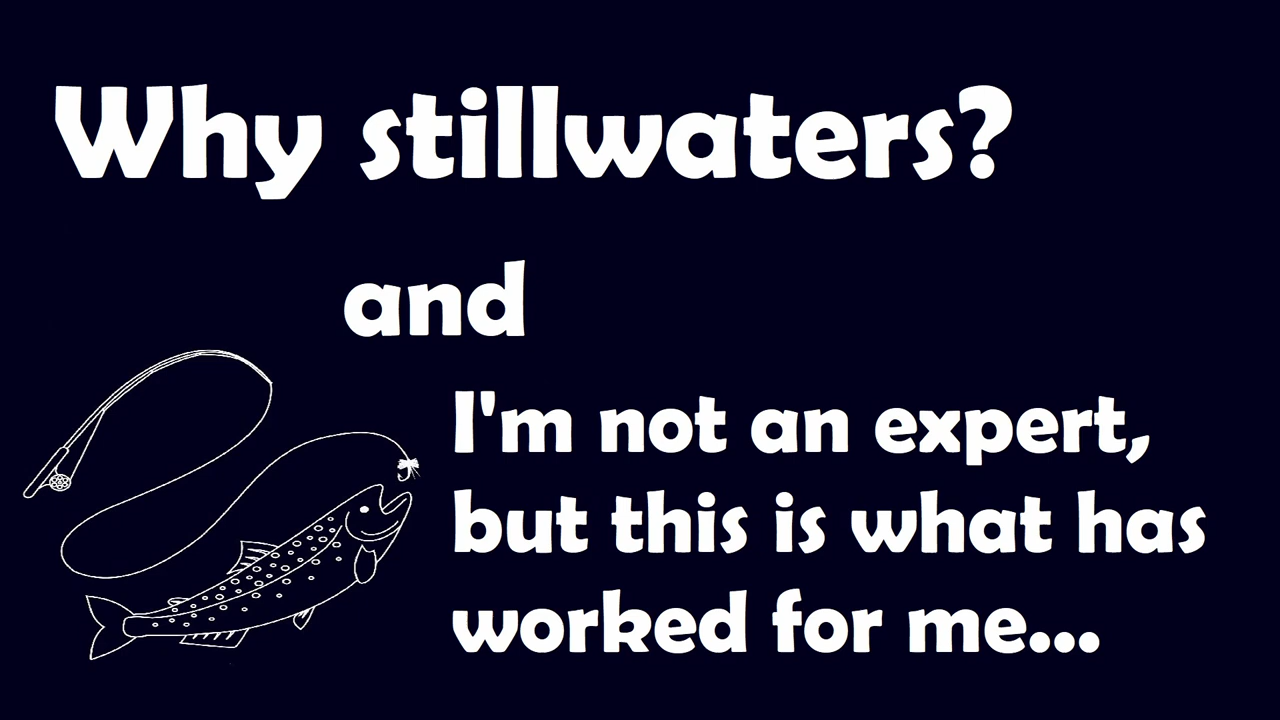 Why stillwaters?
and
I'm not an expert,
but this is what has
worked for me...